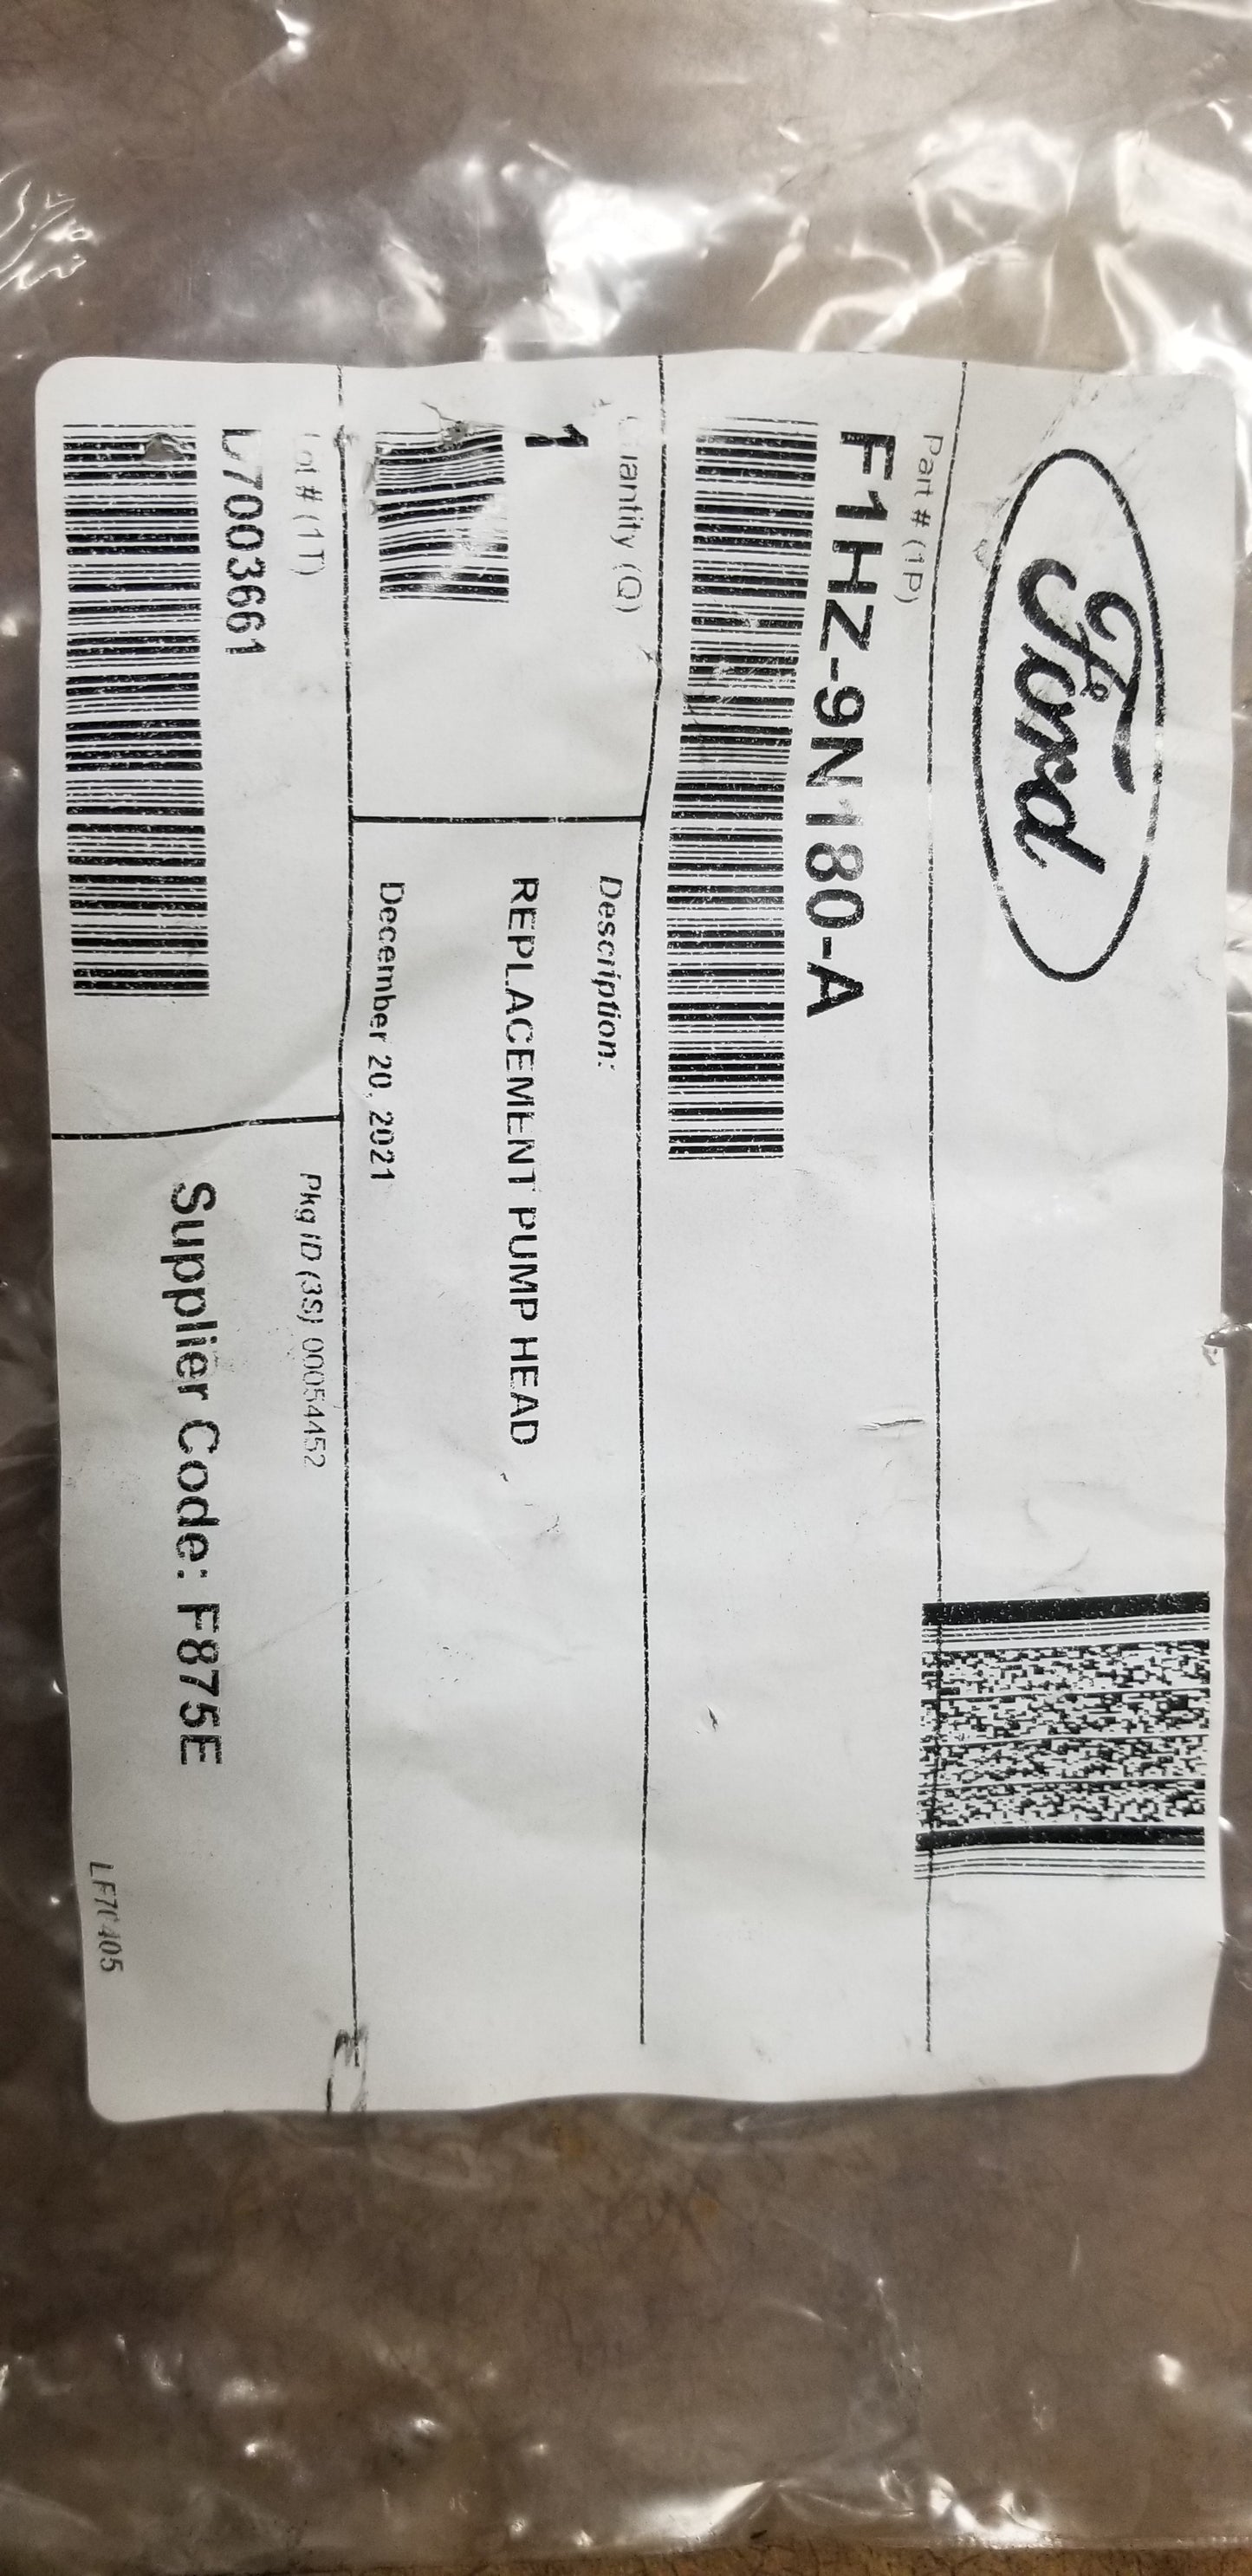 Ford
Part # (1P)
F1HZ-9N180-A
Quantity (Q)
1
Description:
REPLACEMENT PUMP HEAD
December 20, 2021
Lot # (1T)
L7003661
Pkg ID (3S) 00054452
Supplier Code: F875E